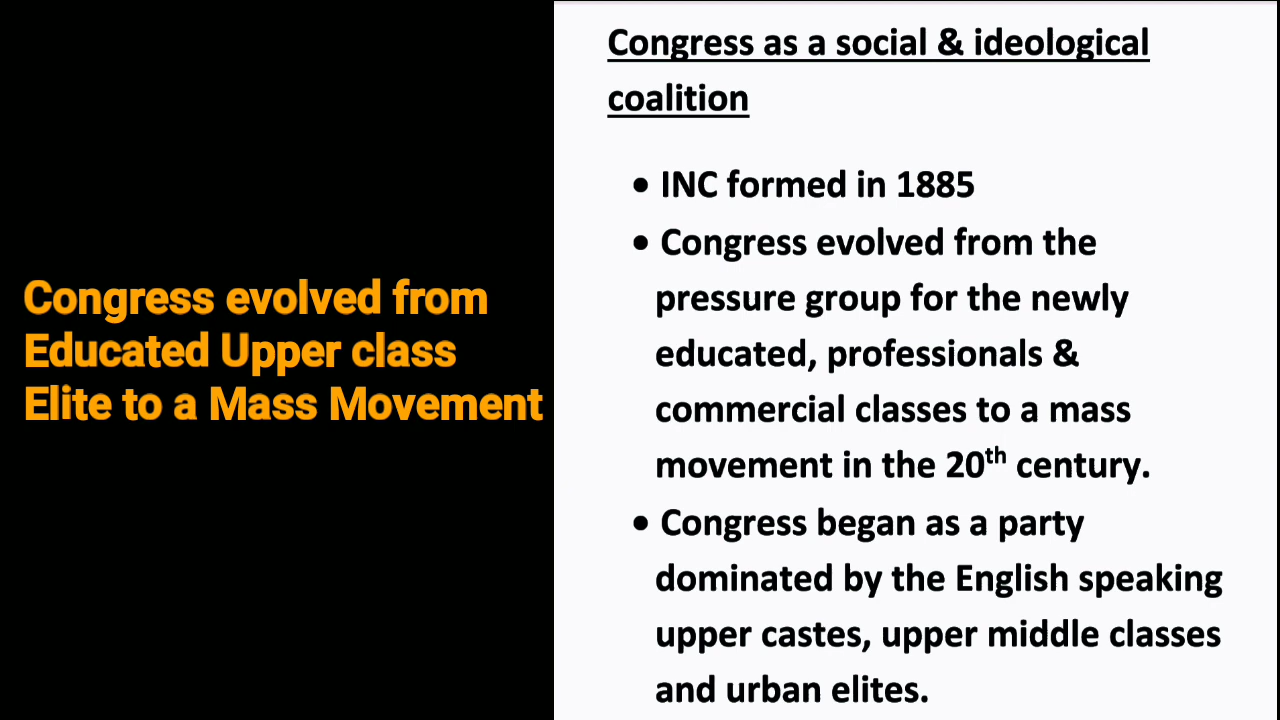 Congress evolved from
Educated Upper class
Elite to a Mass Movement
Congress as a social & ideological
coalition
• INC formed in 1885
• Congress evolved from the
pressure group for the newly
educated, professionals &
commercial classes to a mass
movement in the 20th century.
• Congress began as a party
dominated by the English speaking
upper castes, upper middle classes
and urban elites.